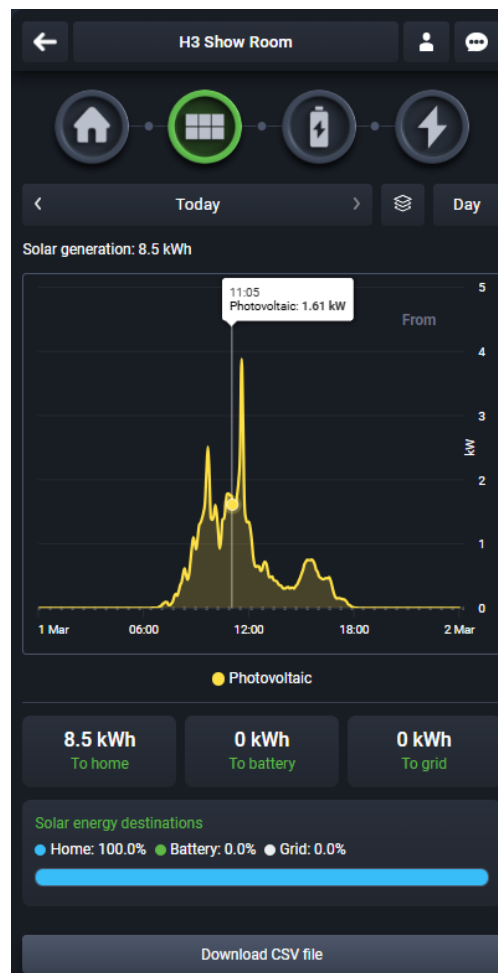 H3 Show Room
Today
Day
Solar generation: 8.5 kWh
11:05
Photovoltaic: 1.61 kW
From
5
4
3
kW
2
1
0
1 Mar 06:00 12:00 18:00 2 Mar
Photovoltaic
8.5 kWh 0 kWh 0 kWh
To home To battery To grid
Solar energy destinations
Home: 100.0% Battery: 0.0% Grid: 0.0%
Download CSV file